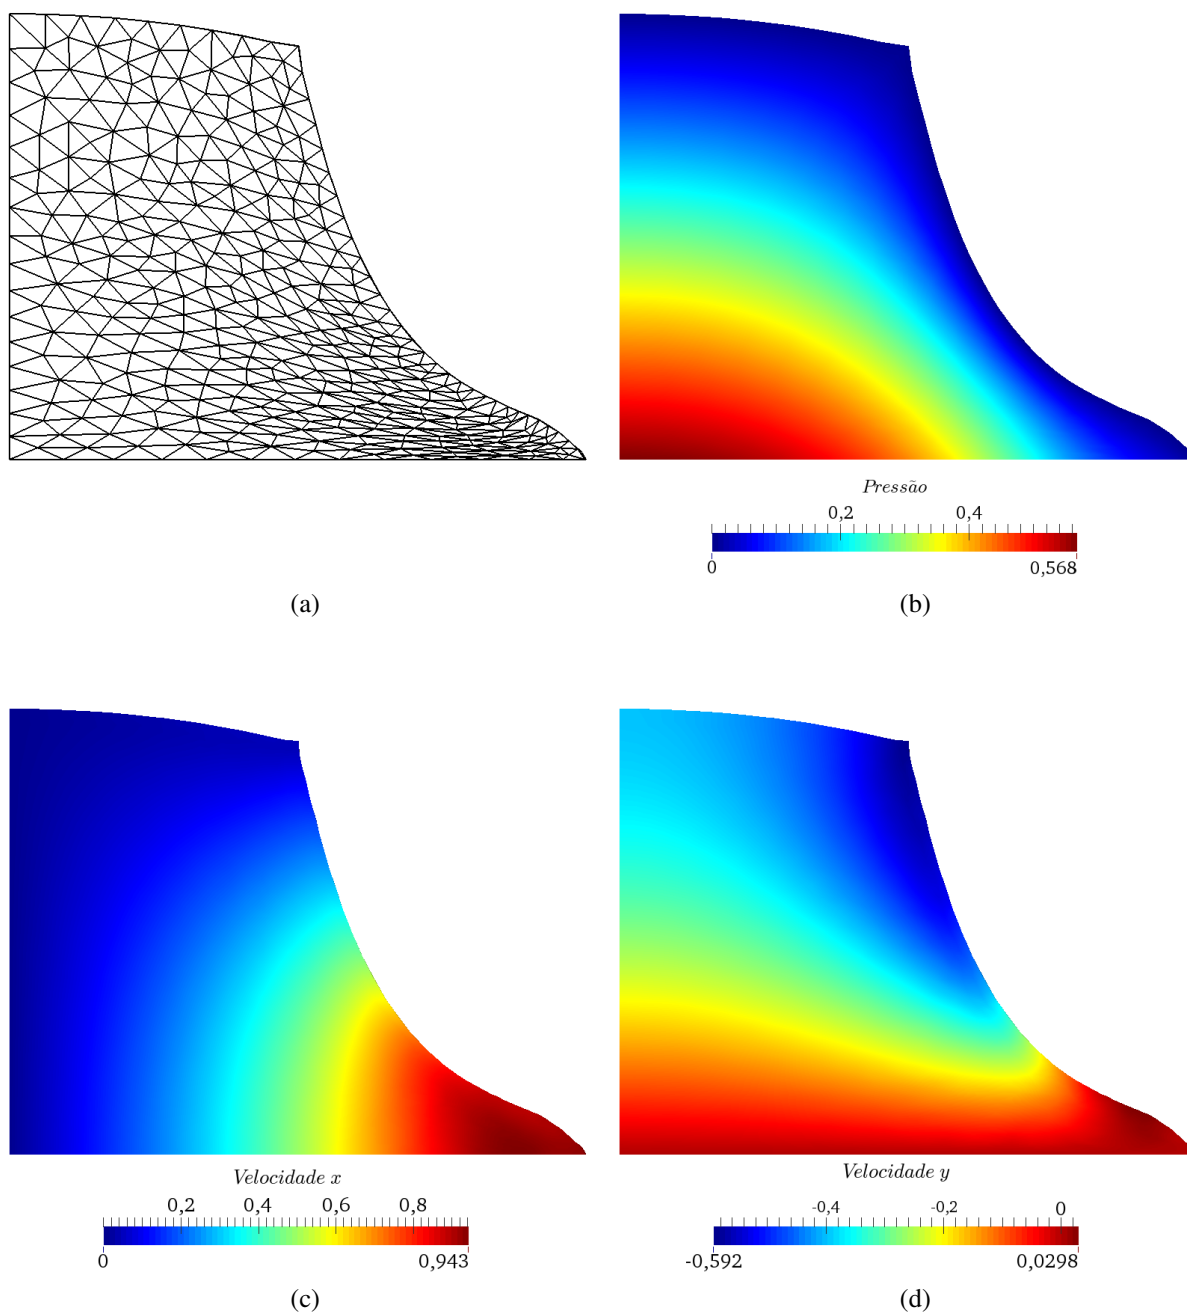 Pressão
0,2 0,4
0 0,568
(a) (b)
Velocidade x
0,2 0,4 0,6 0,8
0 0,943
Velocidade y
-0,4 -0,2 0
-0,592 0,0298
(c) (d)